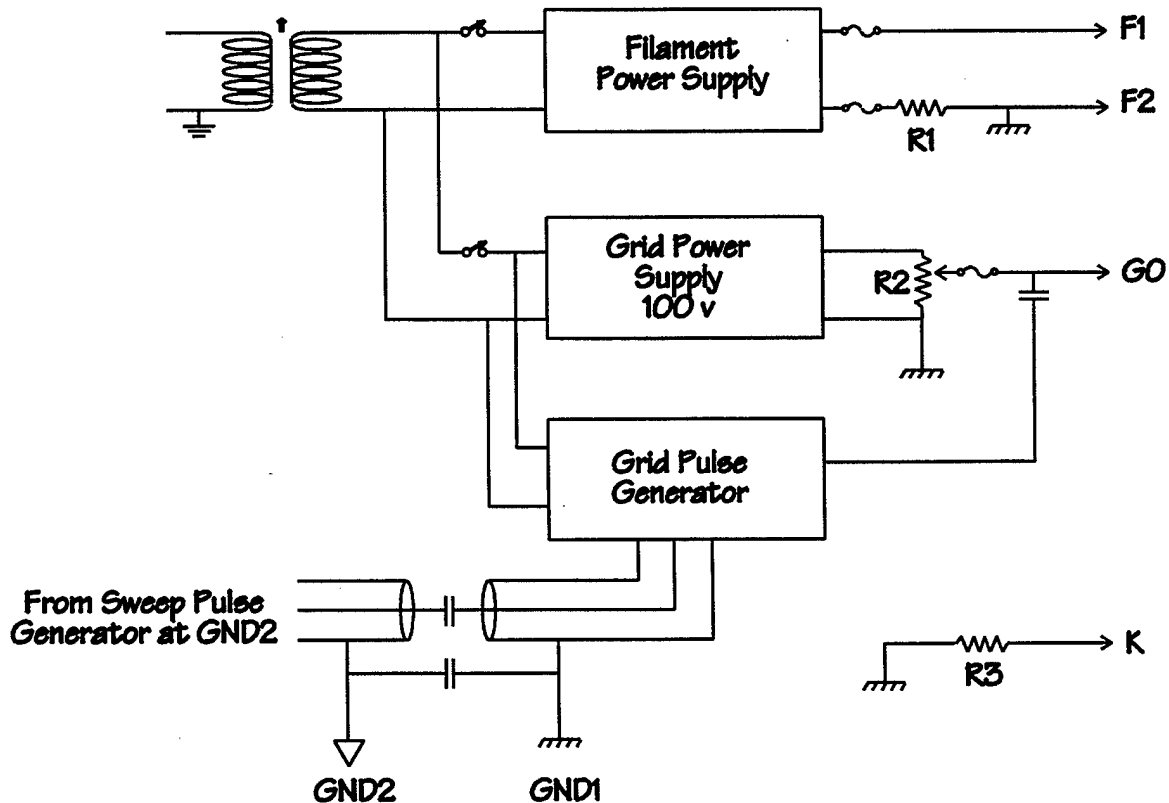 Filament
Power Supply
F1
F2
R1
Grid Power
Supply
100 v
R2
GO
Grid Pulse
Generator
From Sweep Pulse
Generator at GND2
K
R3
GND2
GND1